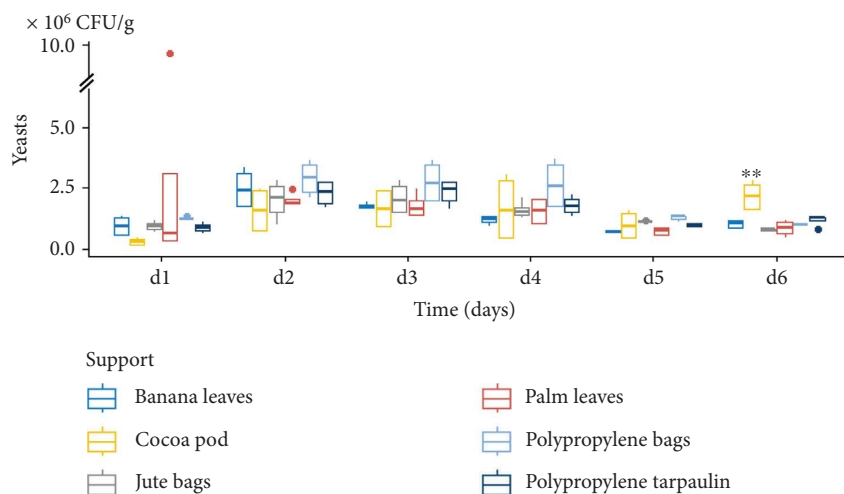 × 10⁶ CFU/g
10.0
5.0
2.5
0.0
Yeasts
**
d1 d2 d3 d4 d5 d6
Time (days)
Support
Banana leaves Palm leaves
Cocoa pod Polypropylene bags
Jute bags Polypropylene tarpaulin